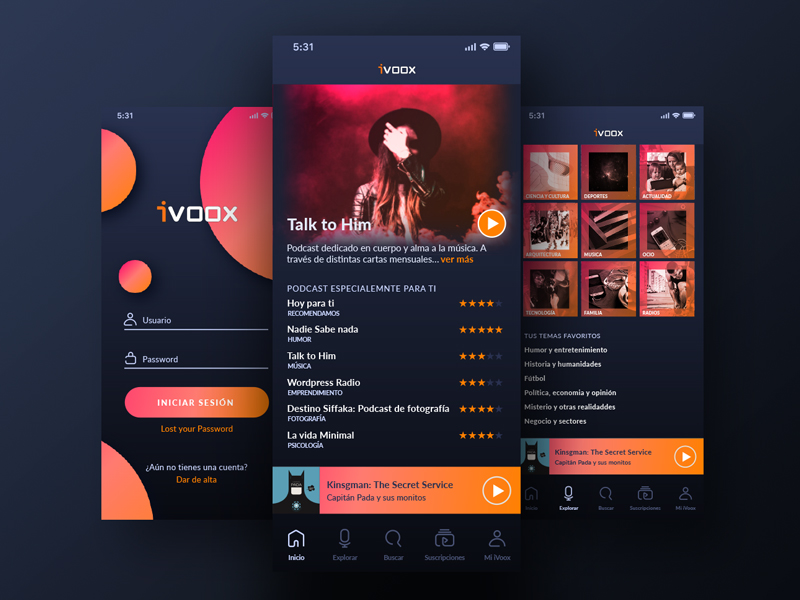 5:31
iVOOX
Usuario
Password
INICIAR SESIÓN
Lost your Password
¿Aún no tienes una cuenta?
Dar de alta
5:31
iVOOX
Talk to Him
Podcast dedicado en cuerpo y alma a la música. A
través de distintas cartas mensuales... ver más
PODCAST ESPECIALEMNTE PARA TI
Hoy para ti
RECOMENDAMOS
Nadie Sabe nada
HUMOR
Talk to Him
MÚSICA
Wordpress Radio
EMPRENDIMIENTO
Destino Siffaka: Podcast de fotografía
FOTOGRAFÍA
La vida Minimal
PSICOLOGÍA
Kinsgman: The Secret Service
Capitán Pada y sus monitos
Inicio
Explorar
Buscar
Suscripciones
Mi iVoox
5:31
iVOOX
CIENCIA Y CULTURA
DEPORTES
ACTUALIDAD
ARQUITECTURA
MUSICA
OCIO
TECNOLOGÍA
FAMILIA
RADIOS
TUS TEMAS FAVORITOS
Humor y entretenimiento
Historia y humanidades
Fútbol
Política, economía y opinión
Misterio y otras realidaddes
Negocio y sectores
Kinsgman: The Secret Service
Capitán Pada y sus monitos
Inicio
Explorar
Buscar
Suscripciones
Mi iVoox